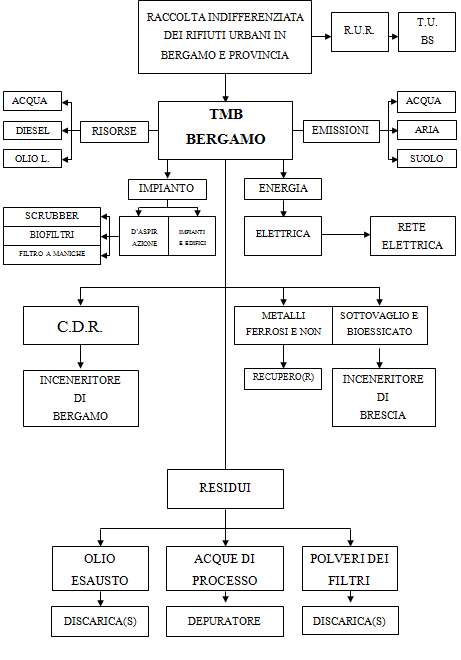 RACCOLTA INDIFFERENZIATA
DEI RIFIUTI URBANI IN
BERGAMO E PROVINCIA
R.U.R.
T.U.
BS
ACQUA
DIESEL
OLIO L.
RISORSE
TMB
BERGAMO
EMISSIONI
ACQUA
ARIA
SUOLO
IMPIANTO
ENERGIA
SCRUBBER
BIOFILTRI
FILTRO A MANICHE
D'ASPIR
AZIONE
IMPIANTI
E EDIFICI
ELETTRICA
RETE
ELETTRICA
C.D.R.
METALLI
FERROSI E NON
SOTTOVAGLIO E
BIOESSICATO
INCENERITORE
DI
BERGAMO
RECUPERO(R)
INCENERITORE
DI
BRESCIA
RESIDUI
OLIO
ESAUSTO
ACQUE DI
PROCESSO
POLVERI DEI
FILTRI
DISCARICA(S)
DEPURATORE
DISCARICA(S)